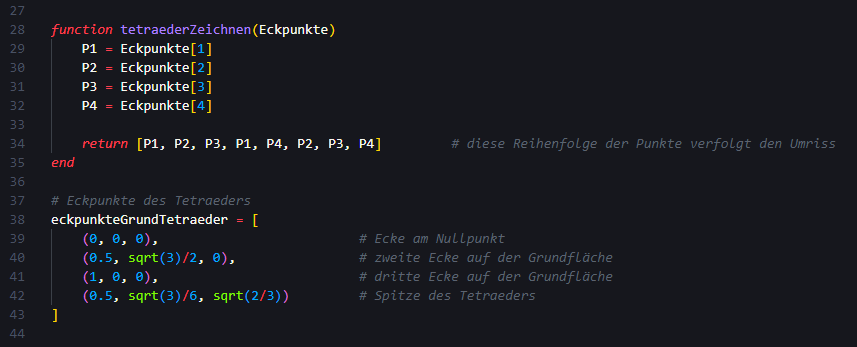 27
28 function tetraederZeichnen(Eckpunkte)
29     P1 = Eckpunkte[1]
30     P2 = Eckpunkte[2]
31     P3 = Eckpunkte[3]
32     P4 = Eckpunkte[4]
33
34     return [P1, P2, P3, P1, P4, P2, P3, P4]         # diese Reihenfolge der Punkte verfolgt den Umriss
35 end
36
37 # Eckpunkte des Tetraeders
38 eckpunkteGrundTetraeder = [
39     (0, 0, 0),                          # Ecke am Nullpunkt
40     (0.5, sqrt(3)/2, 0),                # zweite Ecke auf der Grundfläche
41     (1, 0, 0),                          # dritte Ecke auf der Grundfläche
42     (0.5, sqrt(3)/6, sqrt(2/3))         # Spitze des Tetraeders
43 ]
44